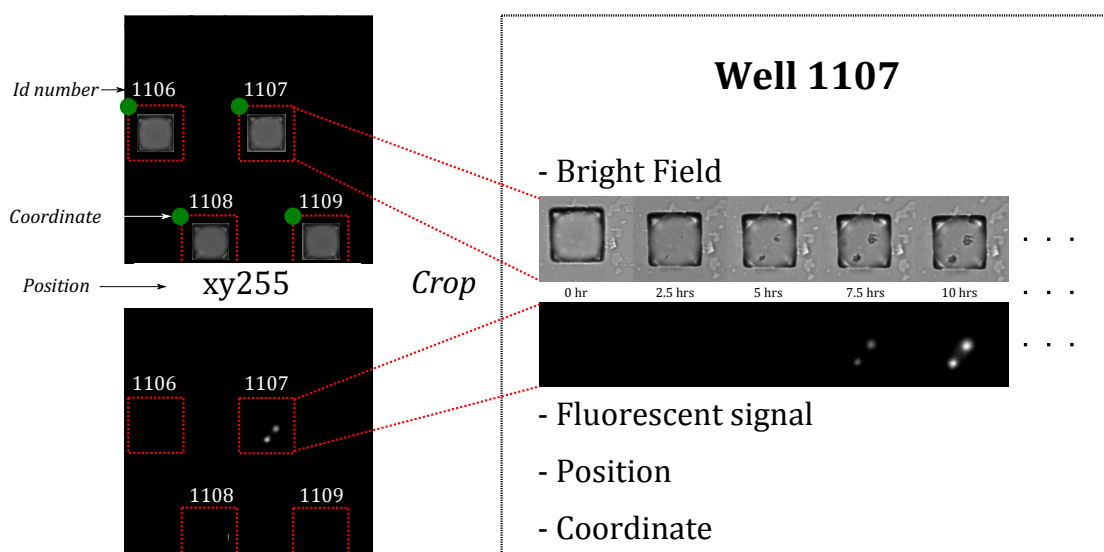 Id number
1106
1107
Coordinate
1108
1109
Position
xy255
Crop
1106
1107
1108
1109
Well 1107
- Bright Field
0 hr
2.5 hrs
5 hrs
7.5 hrs
10 hrs
. . .
. . .
. . .
- Fluorescent signal
- Position
- Coordinate